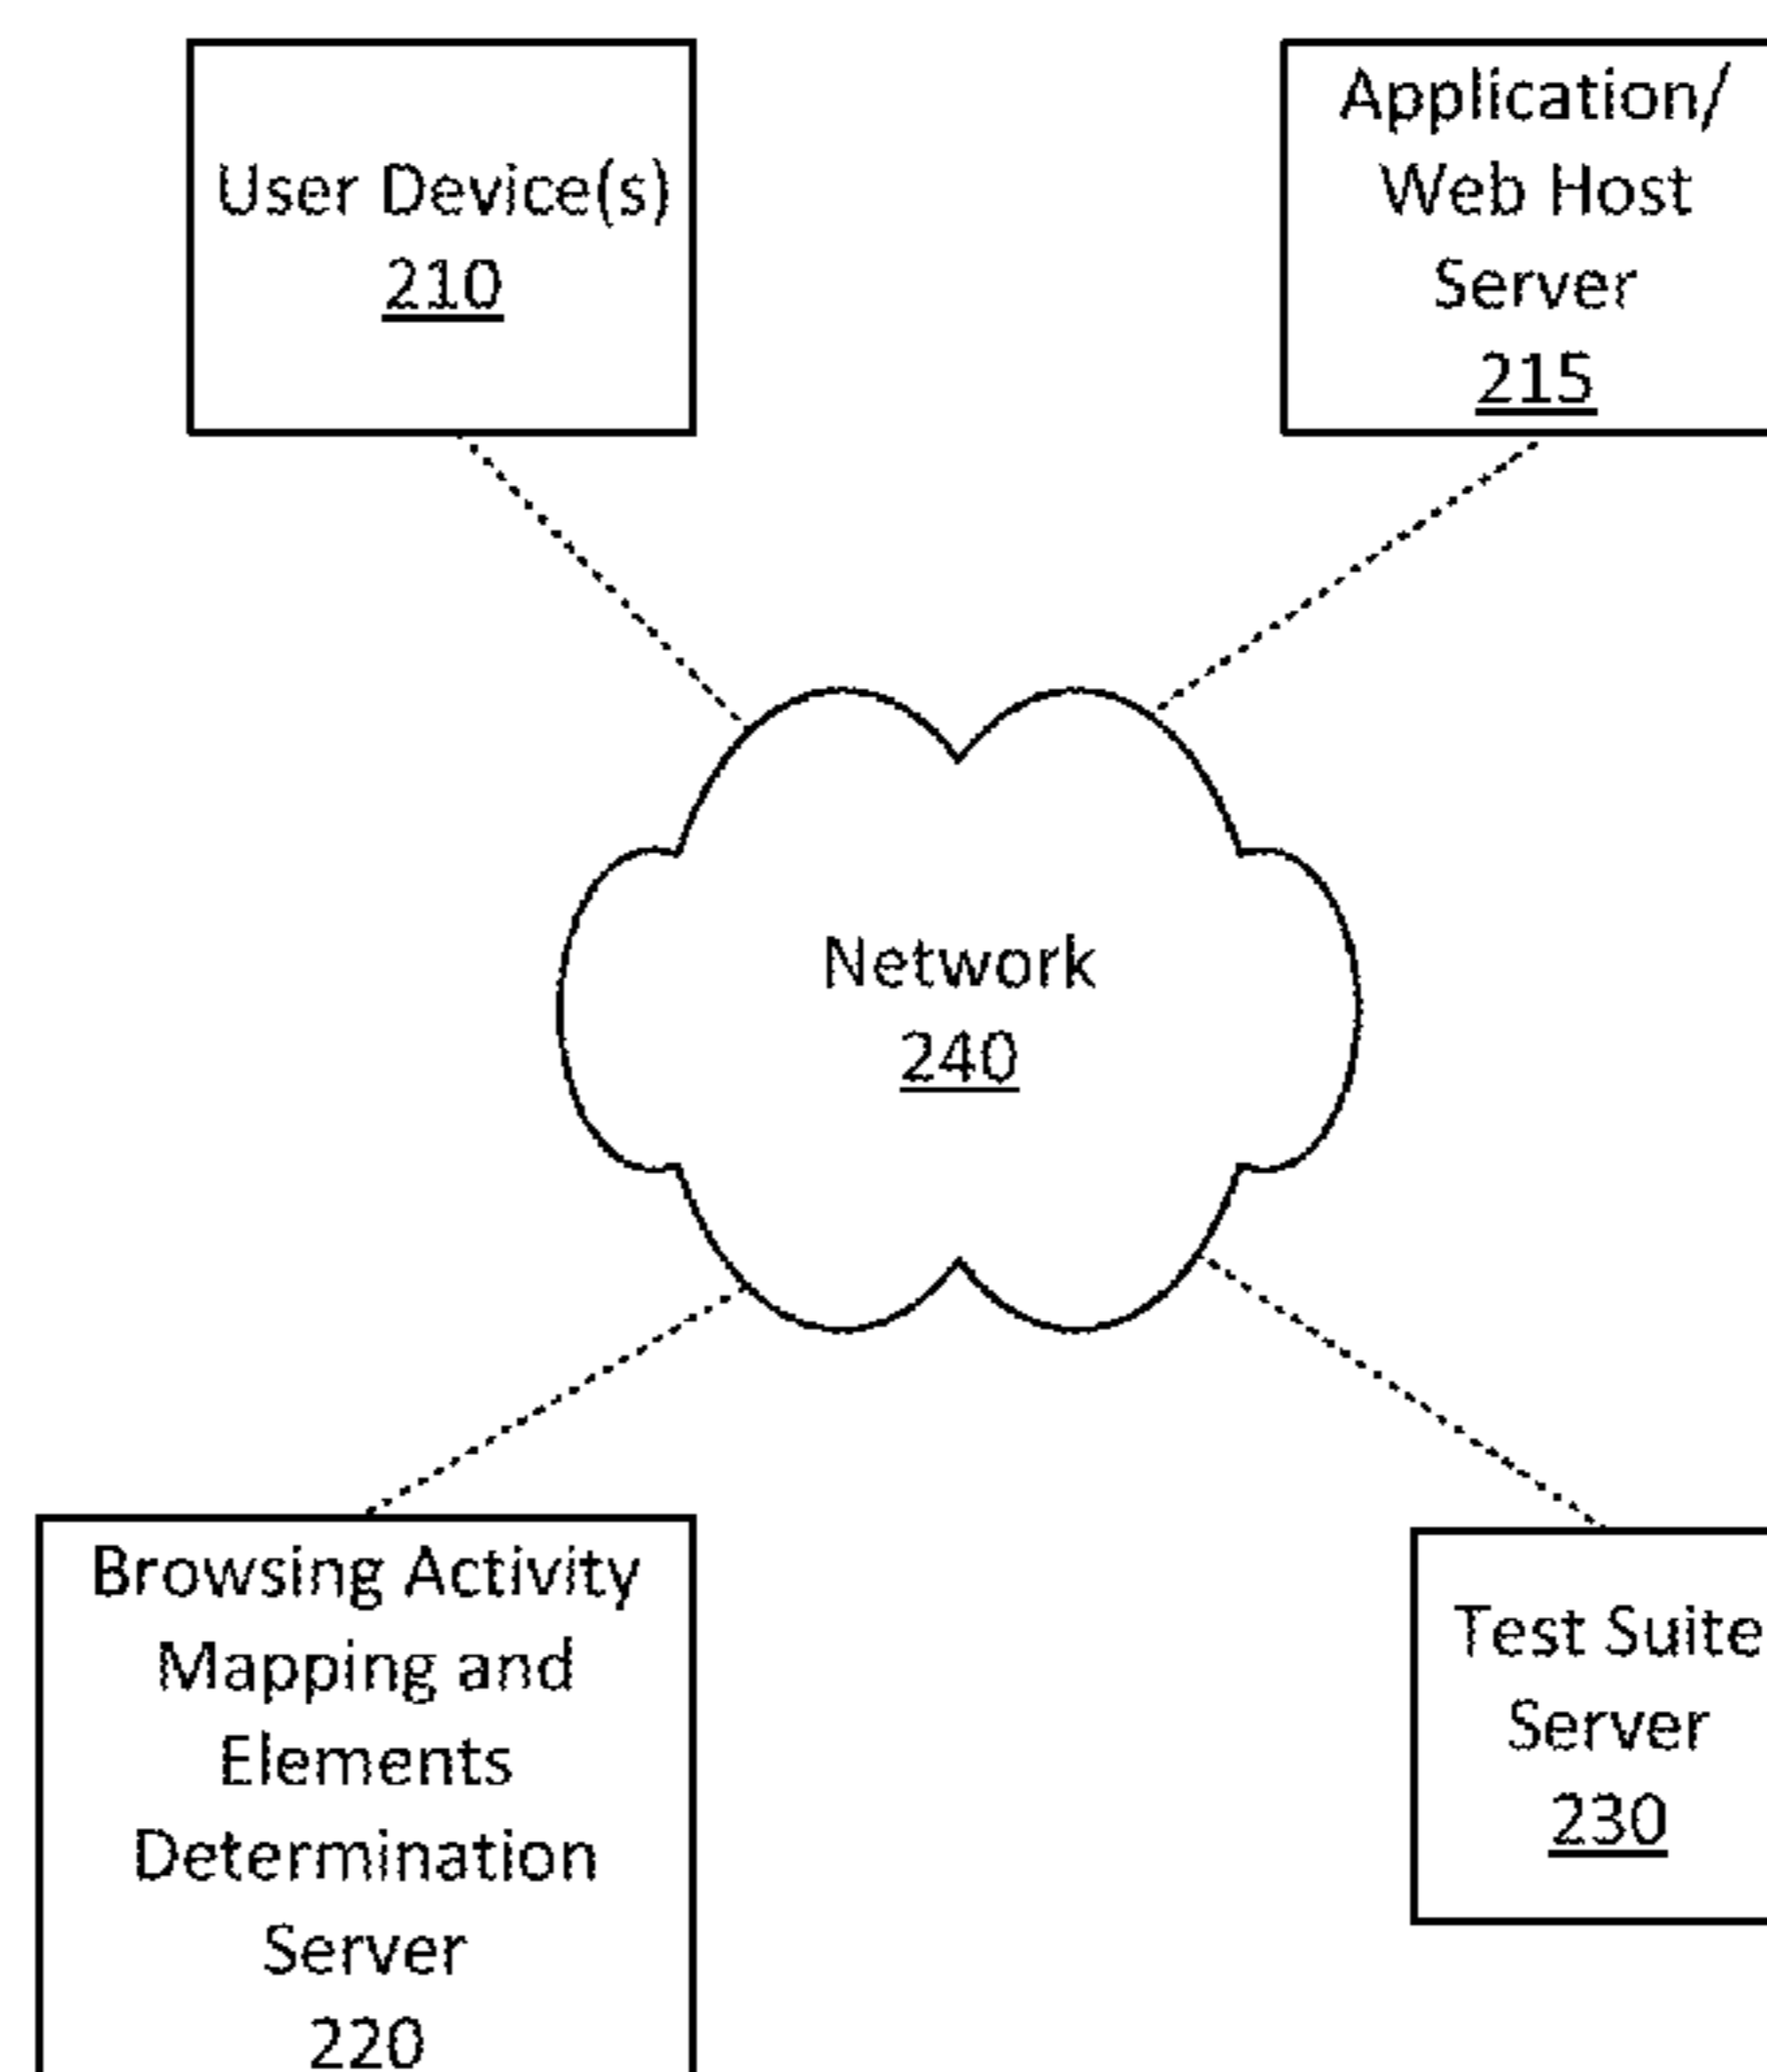 User Device(s)
210
Application/
Web Host
Server
215
Network
240
Browsing Activity
Mapping and
Elements
Determination
Server
220
Test Suite
Server
230